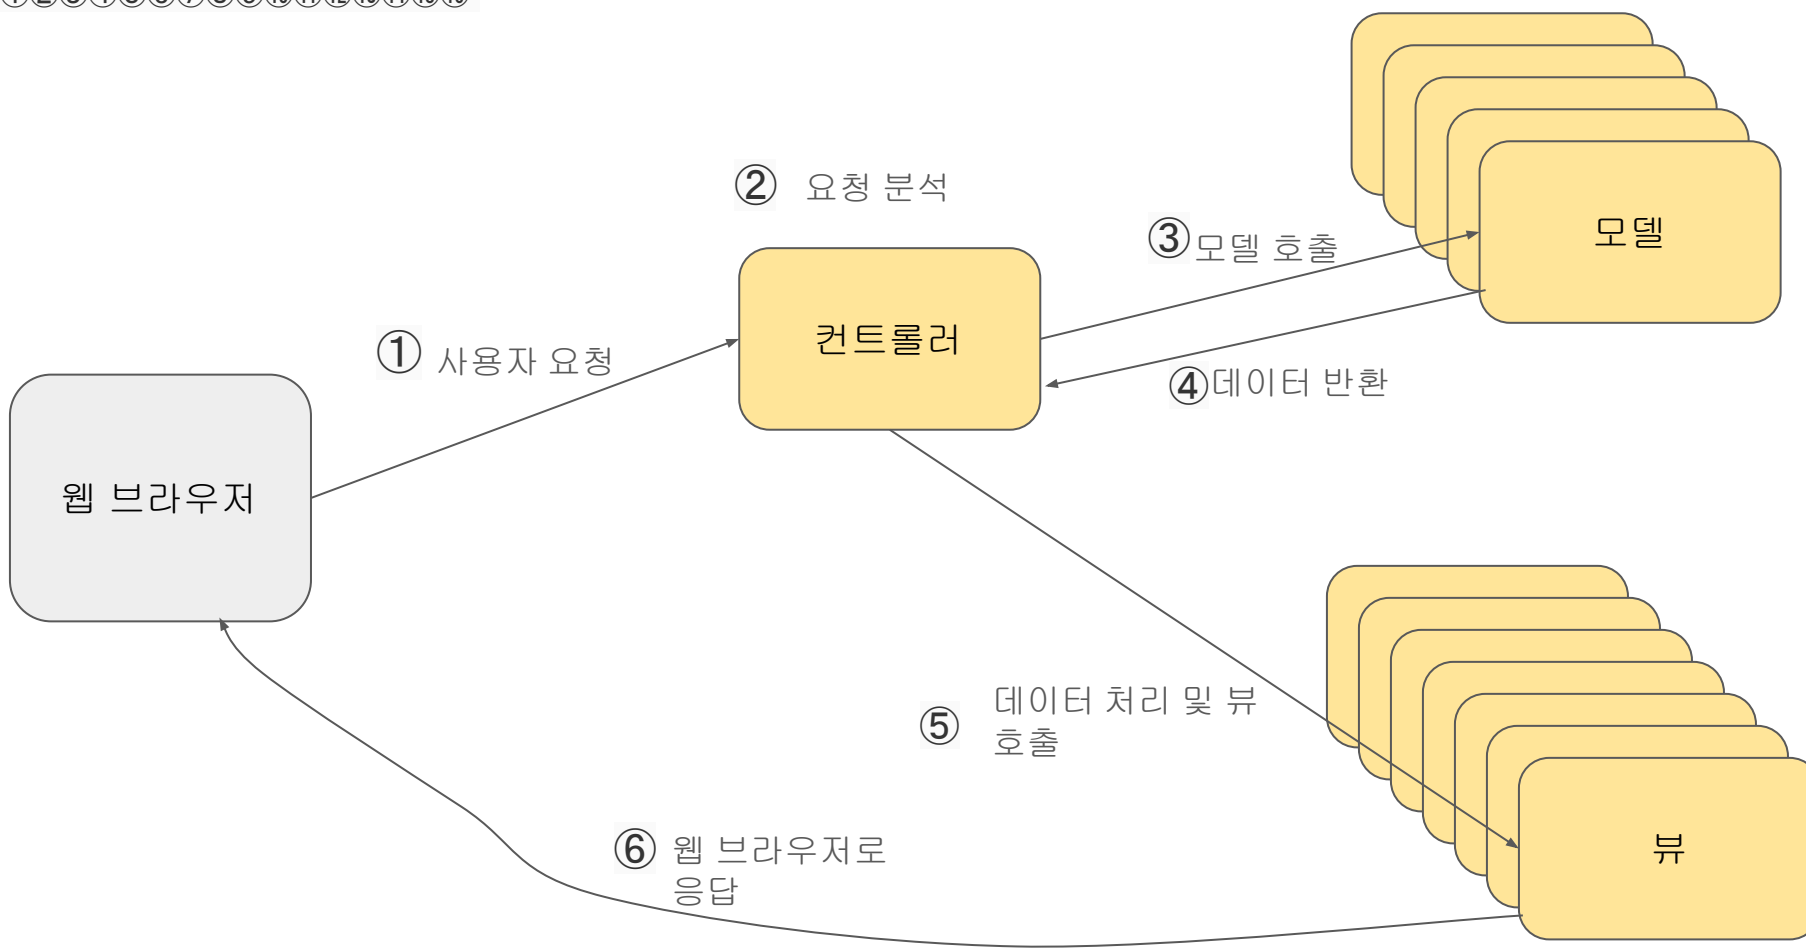 ② 요청 분석
모델
③ 모델 호출
컨트롤러
① 사용자 요청
④ 데이터 반환
웹 브라우저
⑤ 데이터 처리 및 뷰
호출
⑥ 웹 브라우저로
응답
뷰